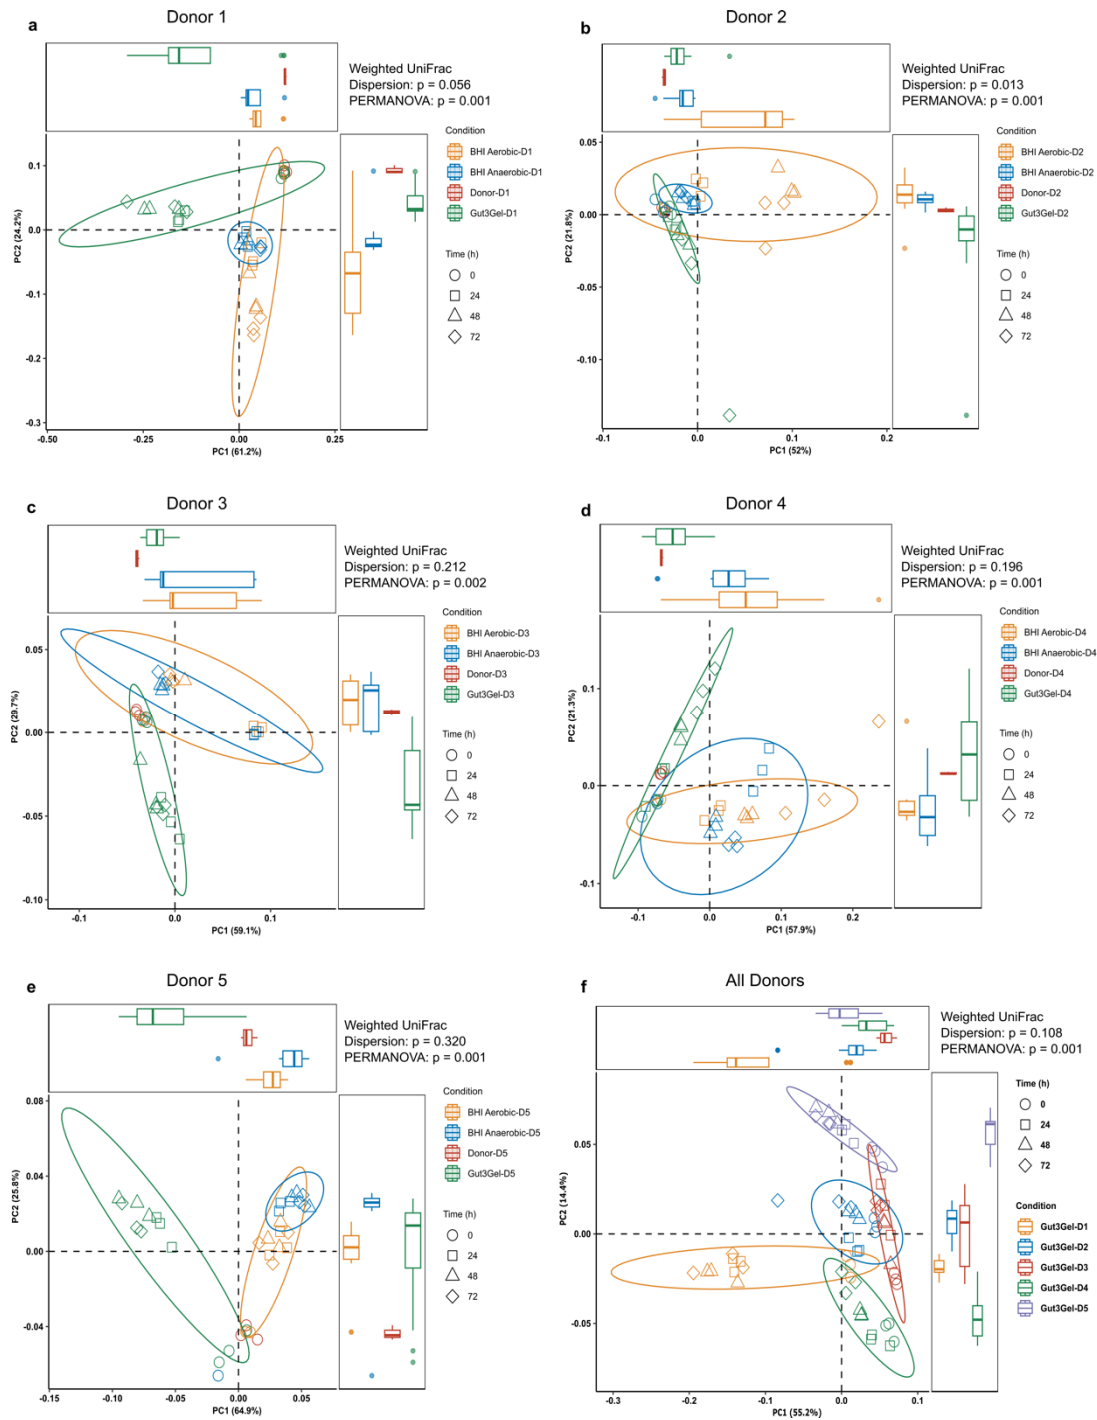 Donor 1
a
Weighted UniFrac
Dispersion: p = 0.056
PERMANOVA: p = 0.001
Condition
BHI Aerobic-D1
BHI Anaerobic-D1
Donor-D1
Gut3Gel-D1
Time (h)
0
24
48
72
0.1
0.0
-0.1
-0.2
-0.3
PC2 (24.2%)
-0.50
-0.25
0.00
0.25
PC1 (61.2%)
Donor 2
b
Weighted UniFrac
Dispersion: p = 0.013
PERMANOVA: p = 0.001
Condition
BHI Aerobic-D2
BHI Anaerobic-D2
Donor-D2
Gut3Gel-D2
Time (h)
0
24
48
72
0.05
0.00
-0.05
-0.10
PC2 (21.8%)
-0.1
0.0
0.1
0.2
PC1 (52%)
Donor 3
c
Weighted UniFrac
Dispersion: p = 0.212
PERMANOVA: p = 0.002
Condition
BHI Aerobic-D3
BHI Anaerobic-D3
Donor-D3
Gut3Gel-D3
Time (h)
0
24
48
72
0.05
0.00
-0.05
-0.10
PC2 (29.7%)
-0.1
0.0
0.1
PC1 (59.1%)
Donor 4
d
Weighted UniFrac
Dispersion: p = 0.196
PERMANOVA: p = 0.001
Condition
BHI Aerobic-D4
BHI Anaerobic-D4
Donor-D4
Gut3Gel-D4
Time (h)
0
24
48
72
0.1
0.0
-0.1
PC2 (21.3%)
-0.1
0.0
0.1
0.2
PC1 (57.9%)
Donor 5
e
Weighted UniFrac
Dispersion: p = 0.320
PERMANOVA: p = 0.001
Condition
BHI Aerobic-D5
BHI Anaerobic-D5
Donor-D5
Gut3Gel-D5
Time (h)
0
24
48
72
0.08
0.04
0.00
-0.04
PC2 (25.8%)
-0.15
-0.10
-0.05
0.00
0.05
PC1 (64.9%)
All Donors
f
Weighted UniFrac
Dispersion: p = 0.108
PERMANOVA: p = 0.001
Time (h)
0
24
48
72
Condition
Gut3Gel-D1
Gut3Gel-D2
Gut3Gel-D3
Gut3Gel-D4
Gut3Gel-D5
0.05
0.00
-0.05
PC2 (14.4%)
-0.3
-0.2
-0.1
0.0
0.1
PC1 (55.2%)